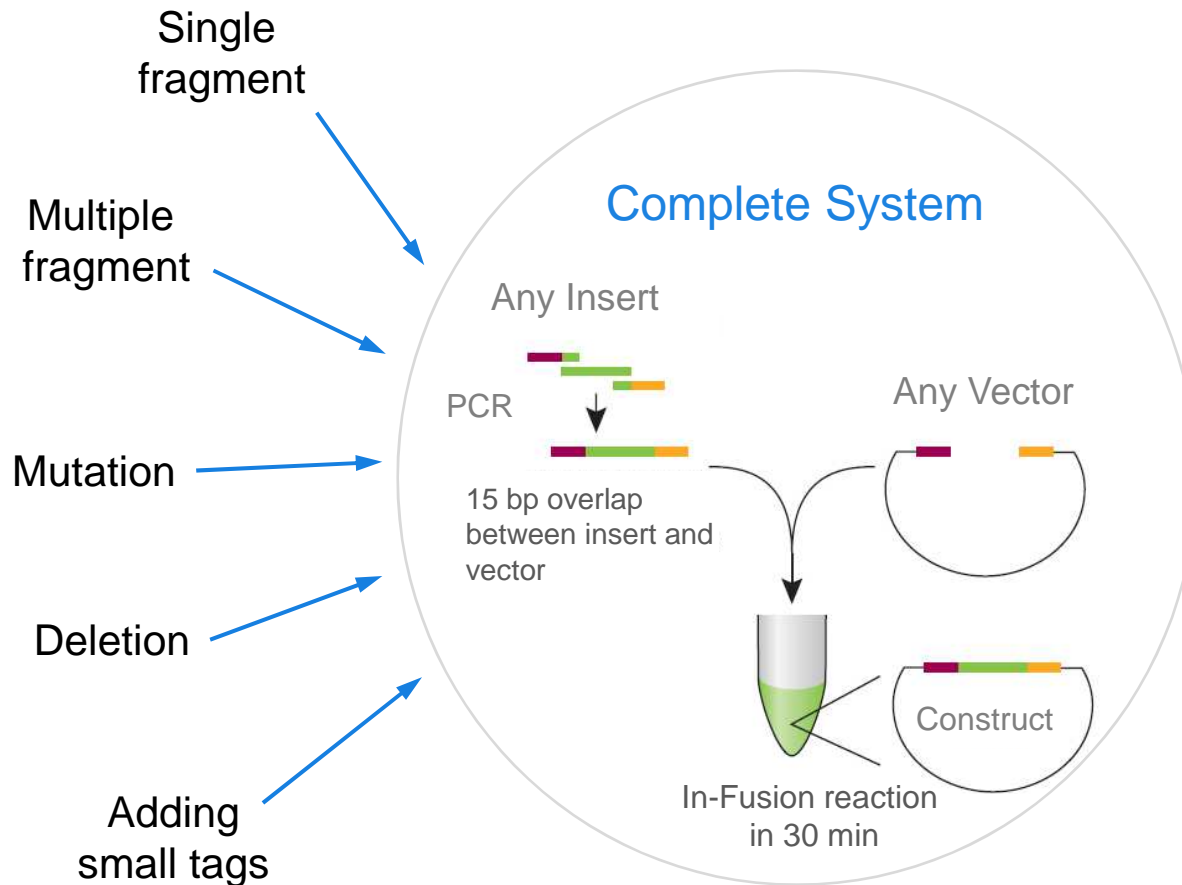 Single
fragment
Multiple
fragment
Mutation
Deletion
Adding
small tags
Complete System
Any Insert
PCR
15 bp overlap
between insert and
vector
Any Vector
Construct
In-Fusion reaction
in 30 min